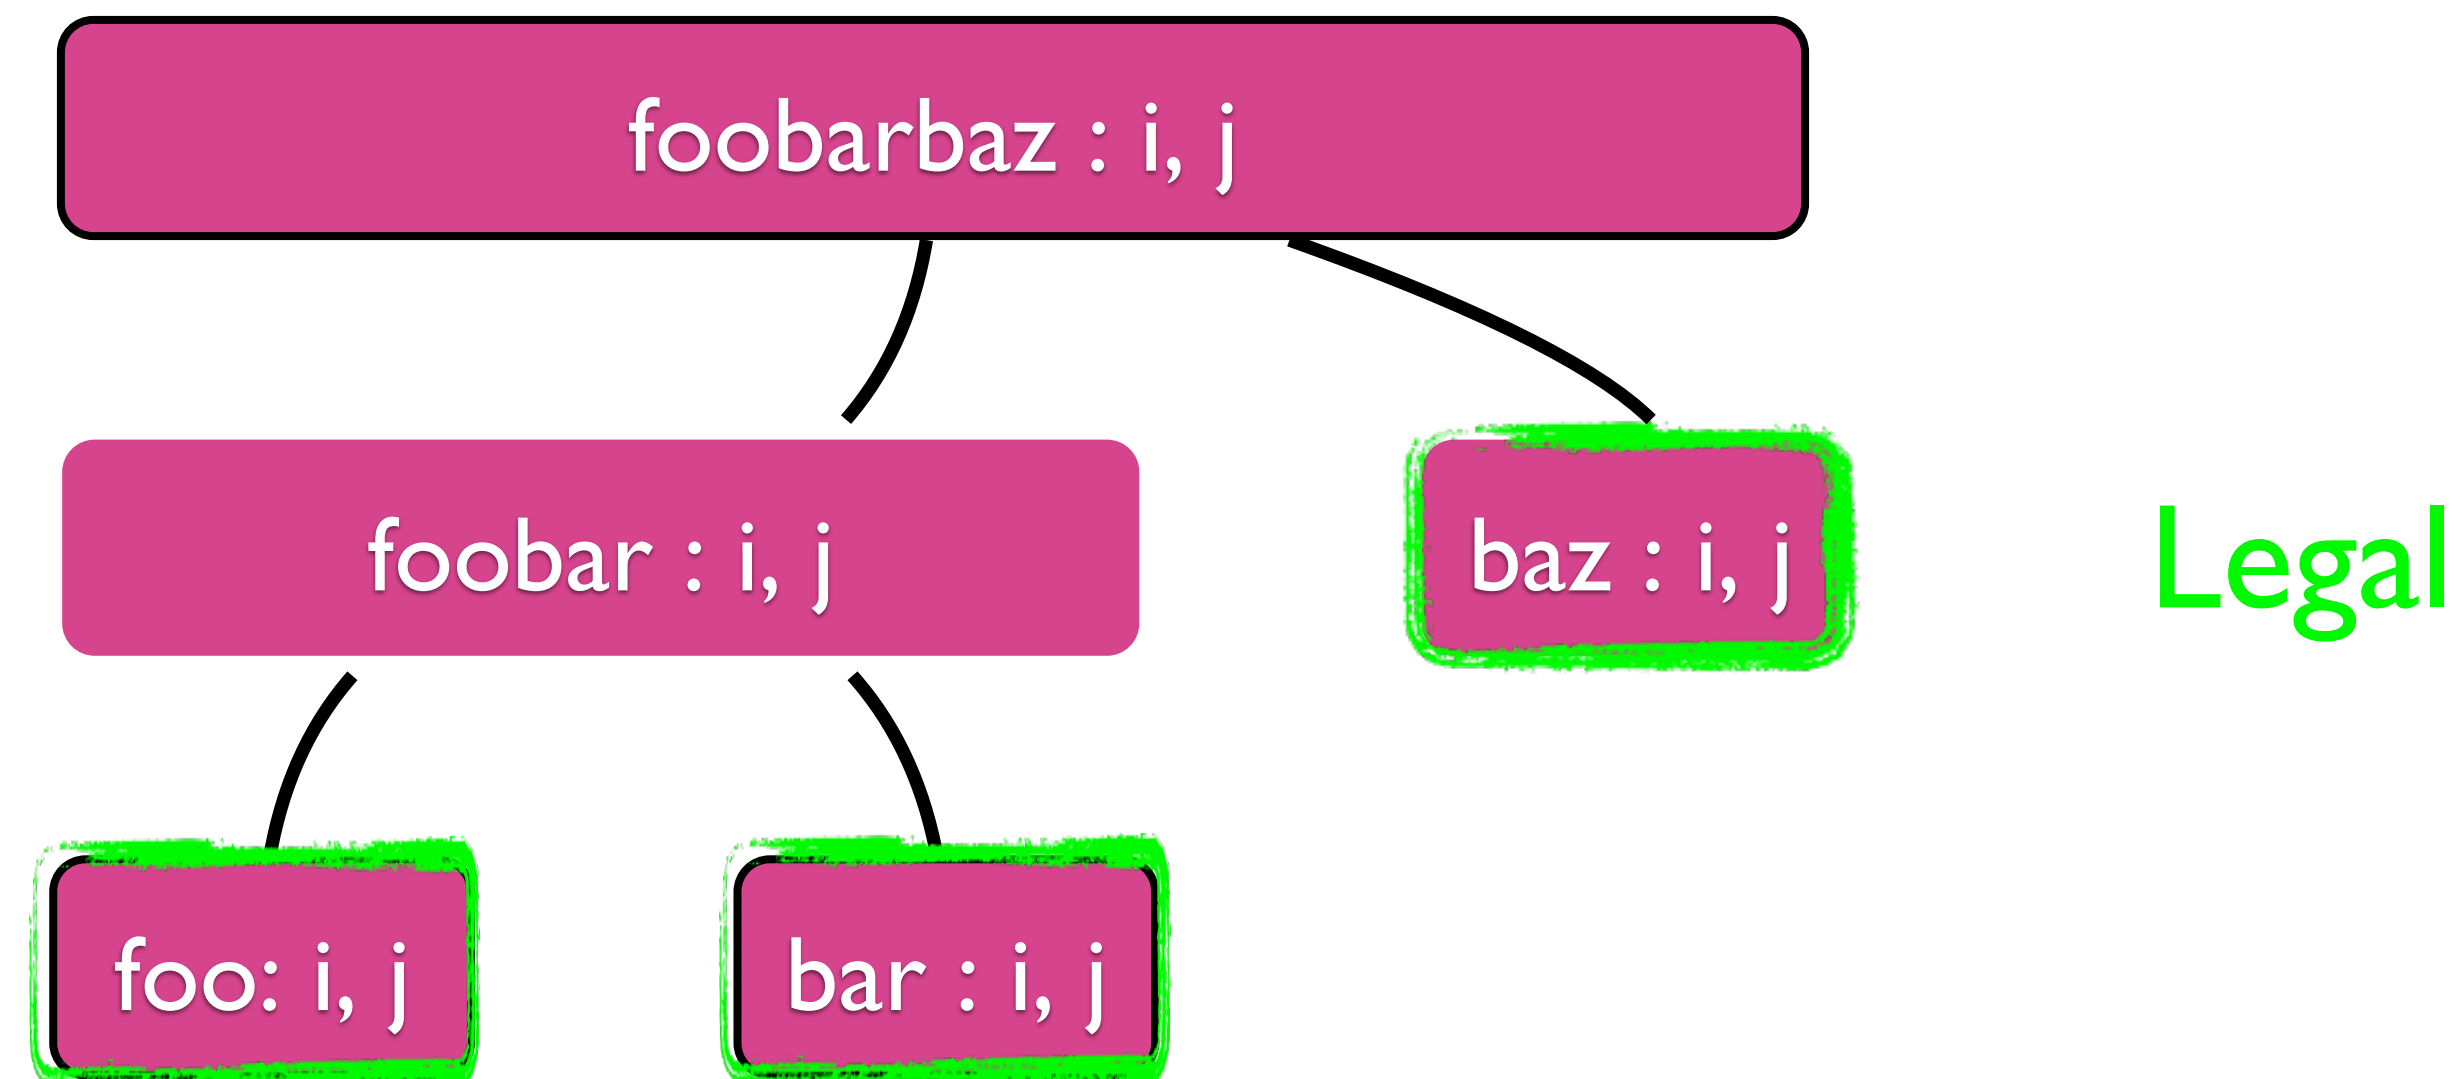 foobarbaz : i, j
foobar : i, j
baz : i, j
Legal
foo: i, j
bar : i, j